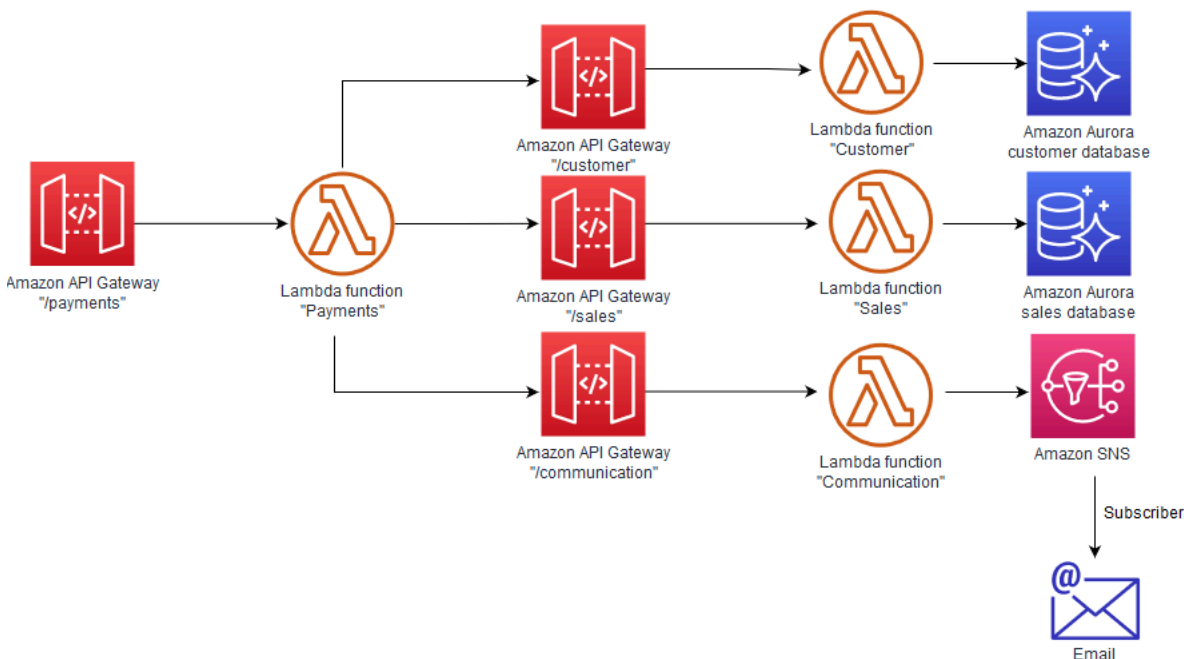 Amazon API Gateway
"/payments"
Lambda function
"Payments"
Amazon API Gateway
"/customer"
Lambda function
"Customer"
Amazon Aurora
customer database
Amazon API Gateway
"/sales"
Lambda function
"Sales"
Amazon Aurora
sales database
Amazon API Gateway
"/communication"
Lambda function
"Communication"
Amazon SNS
Subscriber
Email